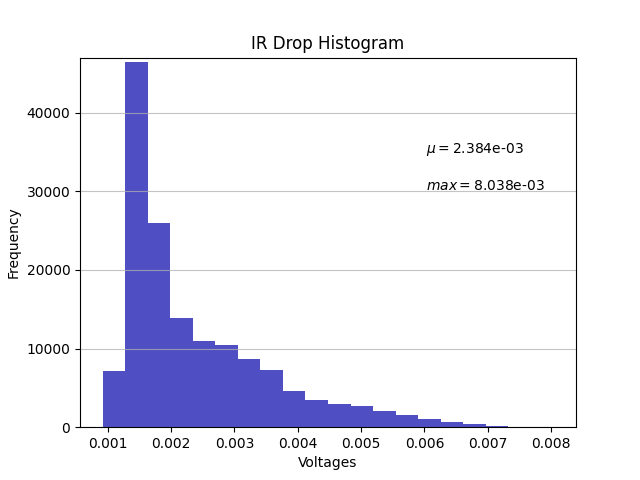 IR Drop Histogram
40000
30000
20000
10000
0
Frequency
μ = 2.384e-03
max = 8.038e-03
0.001 0.002 0.003 0.004 0.005 0.006 0.007 0.008
Voltages